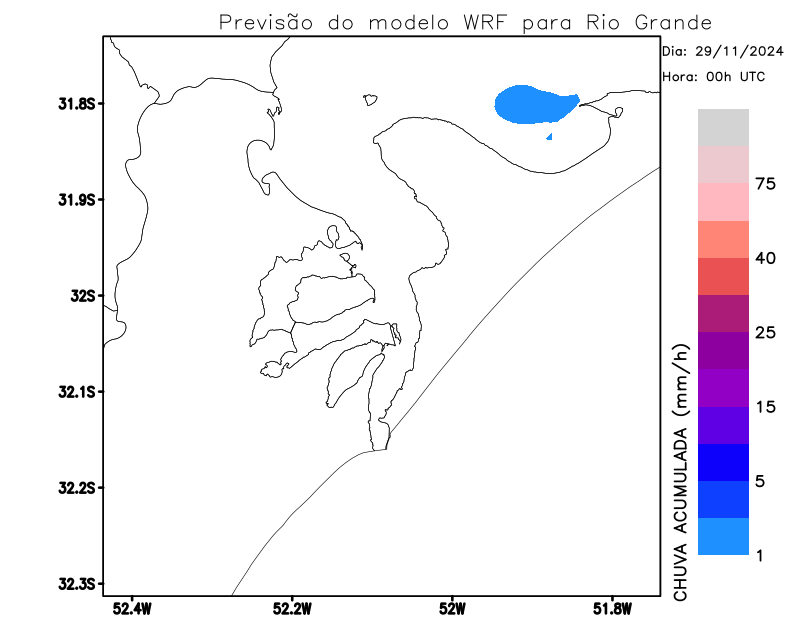 Previsão do modelo WRF para Rio Grande
Dia: 29/11/2024
Hora: 00h UTC
31.8S
31.9S
32S
32.1S
32.2S
32.3S
52.4W
52.2W
52W
51.8W
75
40
25
15
5
1
CHUVA ACUMULADA (mm/h)